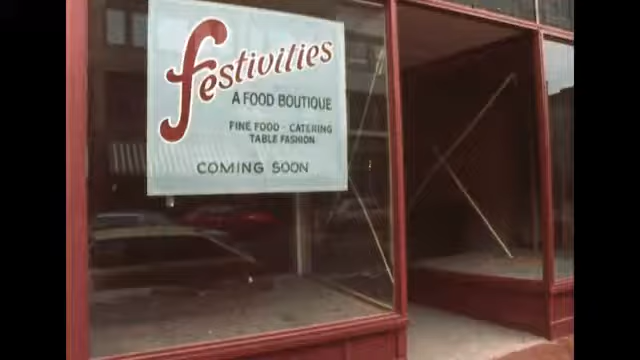 festivities
A FOOD BOUTIQUE
FINE FOOD - CATERING
TABLE FASHION
COMING SOON